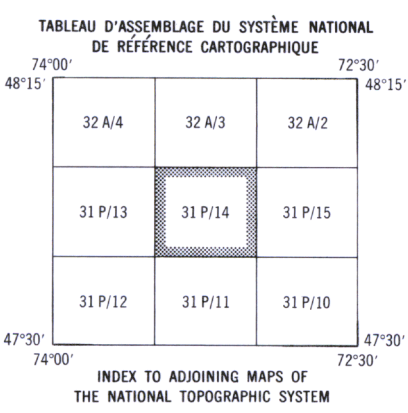 TABLEAU D'ASSEMBLAGE DU SYSTÈME NATIONAL
DE RÉFÉRENCE CARTOGRAPHIQUE
74°00′ 72°30′
48°15′ 48°15′
32 A/4 32 A/3 32 A/2
31 P/13 31 P/14 31 P/15
31 P/12 31 P/11 31 P/10
47°30′ 47°30′
74°00′ 72°30′
INDEX TO ADJOINING MAPS OF
THE NATIONAL TOPOGRAPHIC SYSTEM